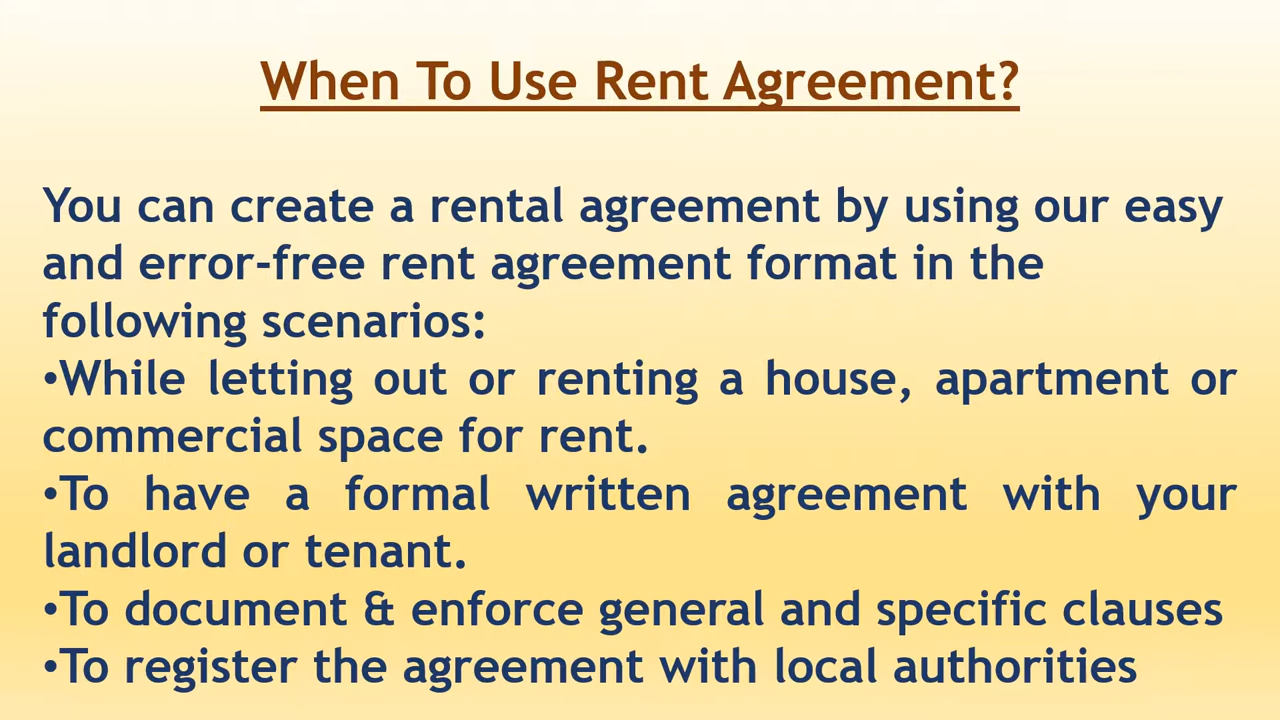 When To Use Rent Agreement?
You can create a rental agreement by using our easy
and error-free rent agreement format in the
following scenarios:
•While letting out or renting a house, apartment or
commercial space for rent.
•To have a formal written agreement with your
landlord or tenant.
•To document & enforce general and specific clauses
•To register the agreement with local authorities